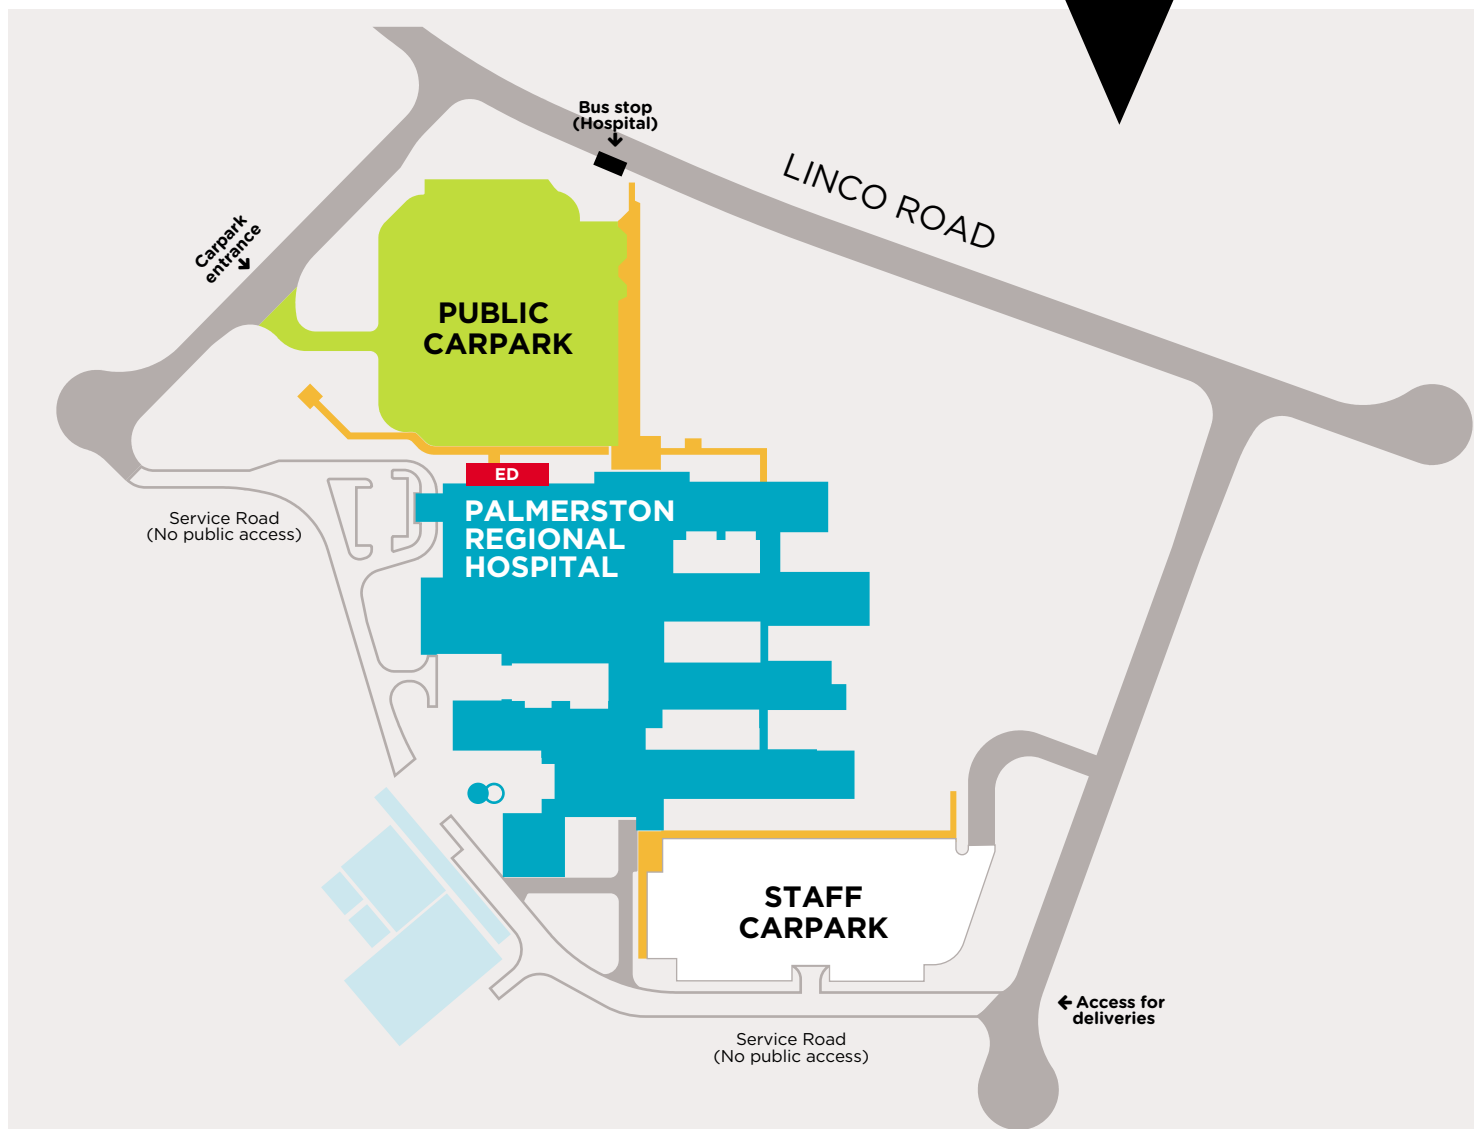 Bus stop
(Hospital)
LINCO ROAD
Carpark
entrance
PUBLIC
CARPARK
ED
PALMERSTON
REGIONAL
HOSPITAL
Service Road
(No public access)
STAFF
CARPARK
Access for
deliveries
Service Road
(No public access)